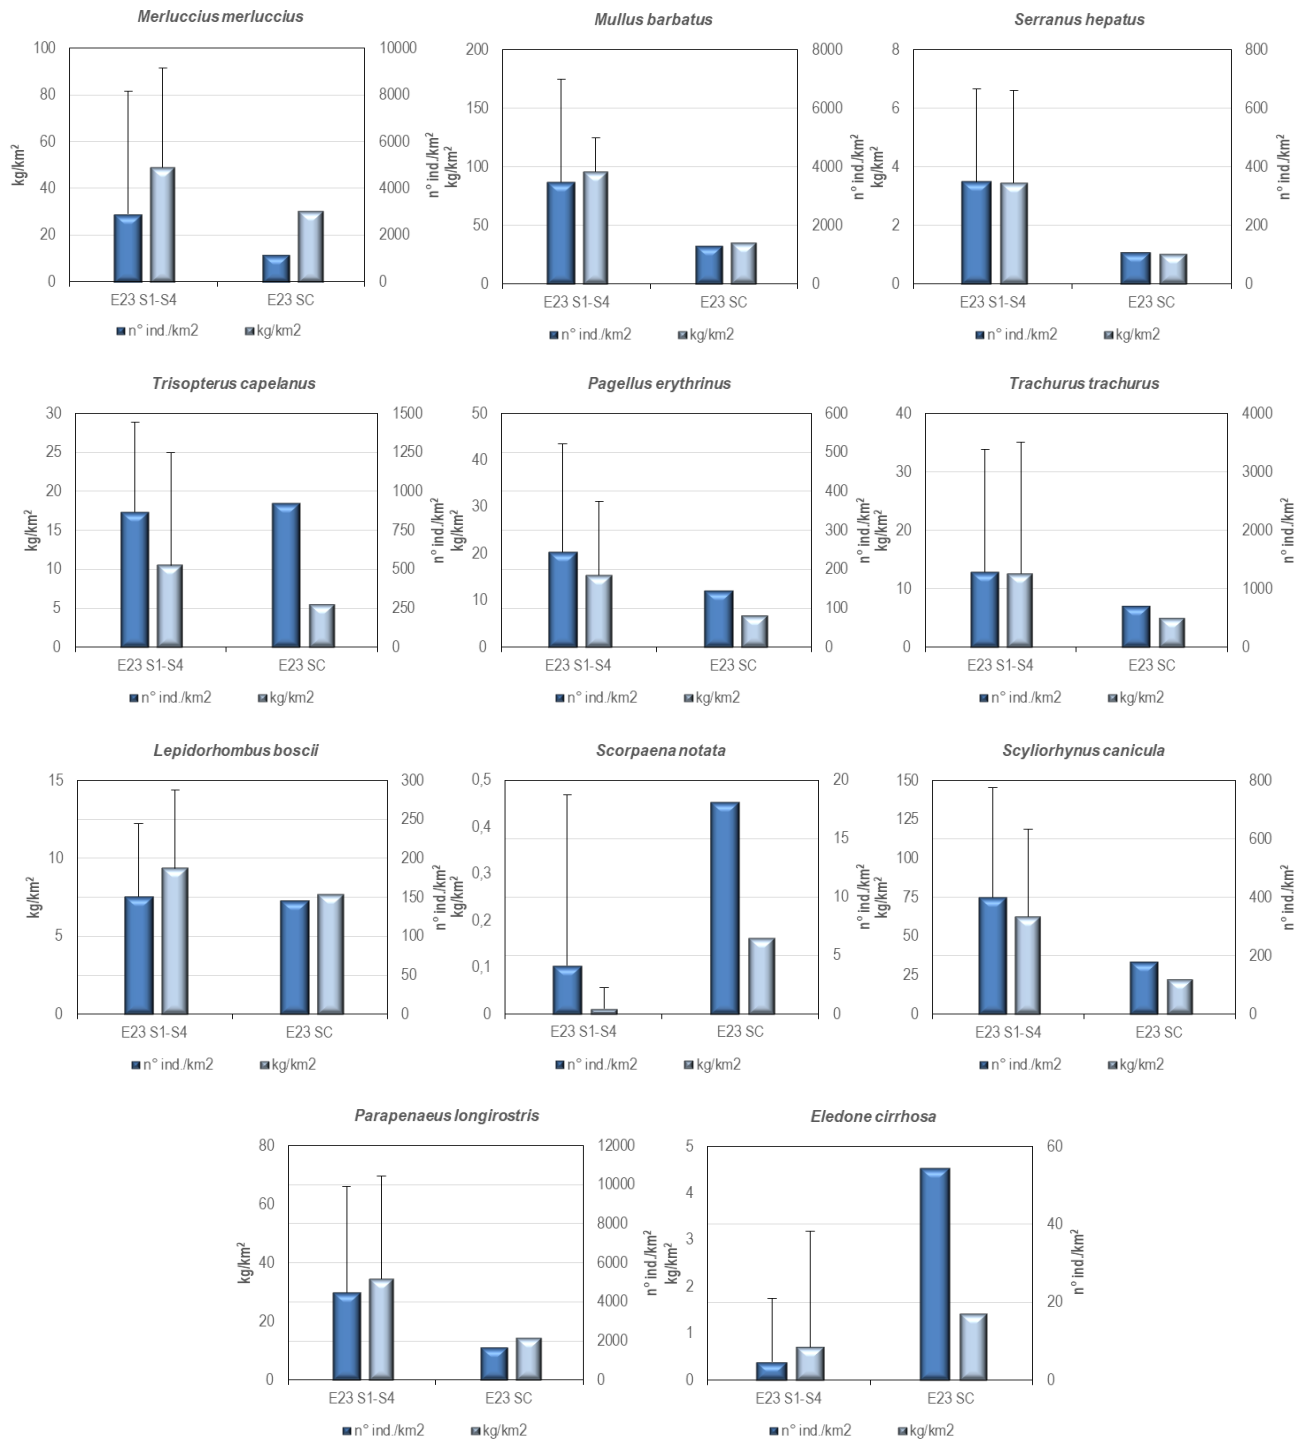 Merluccius merluccius
100
80
60
40
20
0
kg/km²
10000
8000
6000
4000
2000
0
n° ind./km²
E23 S1-S4
E23 SC
n° ind./km2
kg/km2
Mullus barbatus
200
150
100
50
0
kg/km²
8000
6000
4000
2000
0
n° ind./km²
E23 S1-S4
E23 SC
n° ind./km2
kg/km2
Serranus hepatus
8
6
4
2
0
kg/km²
800
600
400
200
0
n° ind./km²
E23 S1-S4
E23 SC
n° ind./km2
kg/km2
Trisopterus capelanus
30
25
20
15
10
5
0
kg/km²
1500
1250
1000
750
500
250
0
n° ind./km²
E23 S1-S4
E23 SC
n° ind./km2
kg/km2
Pagellus erythrinus
50
40
30
20
10
0
kg/km²
600
500
400
300
200
100
0
n° ind./km²
E23 S1-S4
E23 SC
n° ind./km2
kg/km2
Trachurus trachurus
40
30
20
10
0
kg/km²
4000
3000
2000
1000
0
n° ind./km²
E23 S1-S4
E23 SC
n° ind./km2
kg/km2
Lepidorhombus boscii
15
10
5
0
kg/km²
300
250
200
150
100
50
0
n° ind./km²
E23 S1-S4
E23 SC
n° ind./km2
kg/km2
Scorpaena notata
0,5
0,4
0,3
0,2
0,1
0
kg/km²
20
15
10
5
0
n° ind./km²
E23 S1-S4
E23 SC
n° ind./km2
kg/km2
Scyliorhynus canicula
150
125
100
75
50
25
0
kg/km²
800
600
400
200
0
n° ind./km²
E23 S1-S4
E23 SC
n° ind./km2
kg/km2
Parapenaeus longirostris
80
60
40
20
0
kg/km²
12000
10000
8000
6000
4000
2000
0
n° ind./km²
E23 S1-S4
E23 SC
n° ind./km2
kg/km2
Eledone cirrhosa
5
4
3
2
1
0
kg/km²
60
40
20
0
n° ind./km²
E23 S1-S4
E23 SC
n° ind./km2
kg/km2